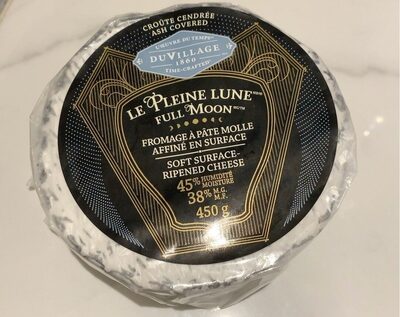 CROÛTE CENDRÉE
ASH COVERED
L'ŒUVRE DU TEMPS
DUVILLAGE
1860
TIME-CRAFTED
LE PLEINE LUNE
FULL MOON
FROMAGE À PÂTE MOLLE
AFFINÉ EN SURFACE
SOFT SURFACE-
RIPENED CHEESE
45% HUMIDITÉ
MOISTURE
38% M.G.
M.F.
450 g